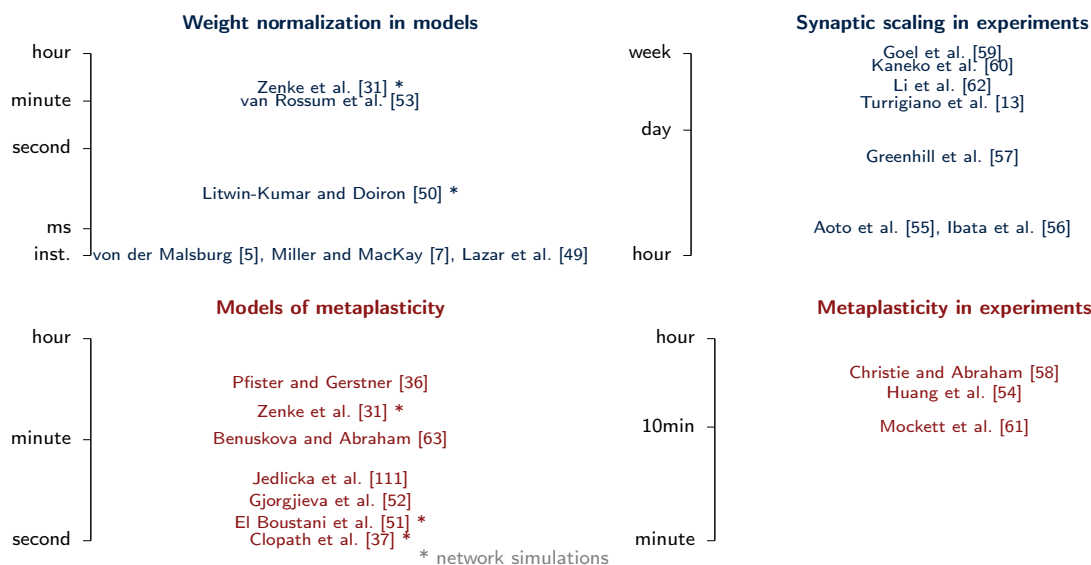 Weight normalization in models
hour
Zenke et al. [31] *
minute
van Rossum et al. [53]
second
Litwin-Kumar and Doiron [50] *
ms
inst.
von der Malsburg [5], Miller and MacKay [7], Lazar et al. [49]
Synaptic scaling in experiments
week
Goel et al. [59]
Kaneko et al. [60]
Li et al. [62]
Turrigiano et al. [13]
day
Greenhill et al. [57]
Aoto et al. [55], Ibata et al. [56]
hour
Models of metaplasticity
hour
Pfister and Gerstner [36]
Zenke et al. [31] *
minute
Benuskova and Abraham [63]
Jedlicka et al. [111]
Gjorgjieva et al. [52]
El Boustani et al. [51] *
second
Clopath et al. [37] *
Metaplasticity in experiments
hour
Christie and Abraham [58]
Huang et al. [54]
10min
Mockett et al. [61]
minute
* network simulations